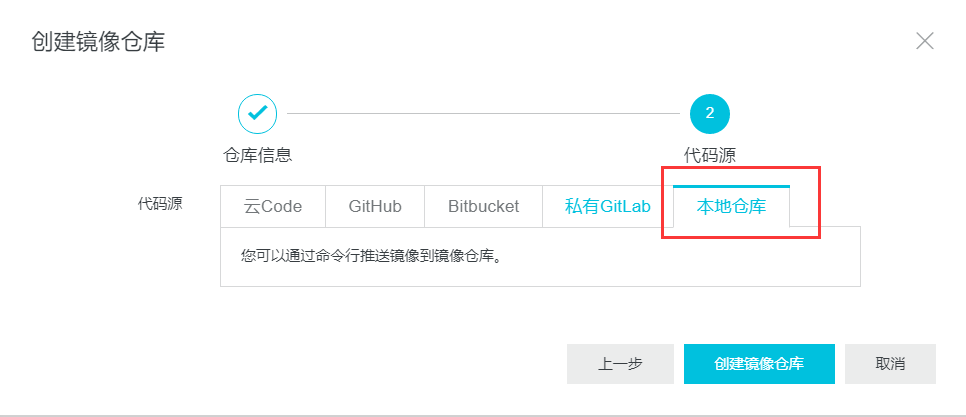 创建镜像仓库
2
仓库信息 代码源
代码源 云Code GitHub Bitbucket 私有GitLab 本地仓库
您可以通过命令行推送镜像到镜像仓库。
上一步 创建镜像仓库 取消